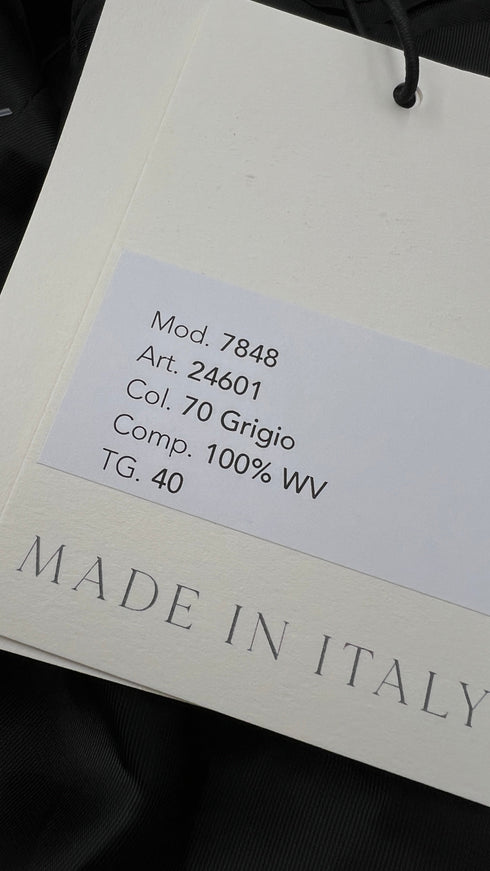 Mod. 7848
Art. 24601
Col. 70 Grigio
Comp. 100% WV
TG. 40
MADE IN ITALY